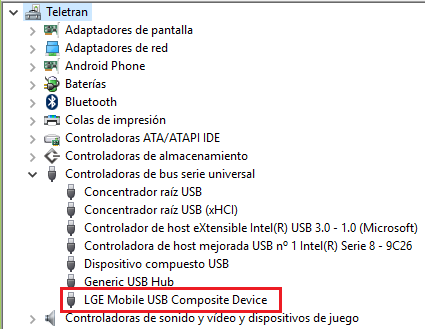 Teletran
Adaptadores de pantalla
Adaptadores de red
Android Phone
Baterías
Bluetooth
Colas de impresión
Controladoras ATA/ATAPI IDE
Controladoras de almacenamiento
Controladoras de bus serie universal
Concentrador raíz USB
Concentrador raíz USB (xHCI)
Controlador de host eXtensible Intel(R) USB 3.0 - 1.0 (Microsoft)
Controladora de host mejorada USB nº 1 Intel(R) Serie 8 - 9C26
Dispositivo compuesto USB
Generic USB Hub
LGE Mobile USB Composite Device
Controladoras de sonido y vídeo y dispositivos de juego